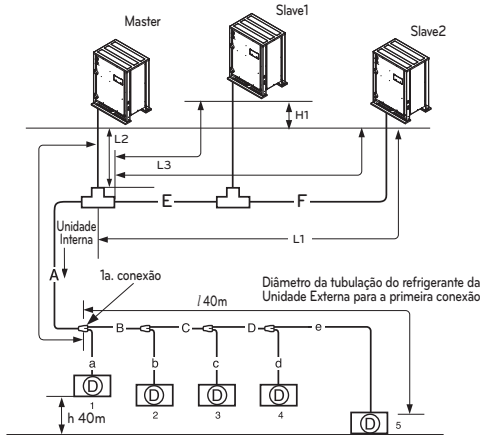 Master
Slave1
Slave2
H1
L2
L3
E
F
Unidade
Interna
L1
A
1a. conexão
Diâmetro da tubulação do refrigerante da
Unidade Externa para a primeira conexão
l 40m
B
C
D
e
a
b
c
d
D
D
D
D
D
1
2
3
4
5
h 40m